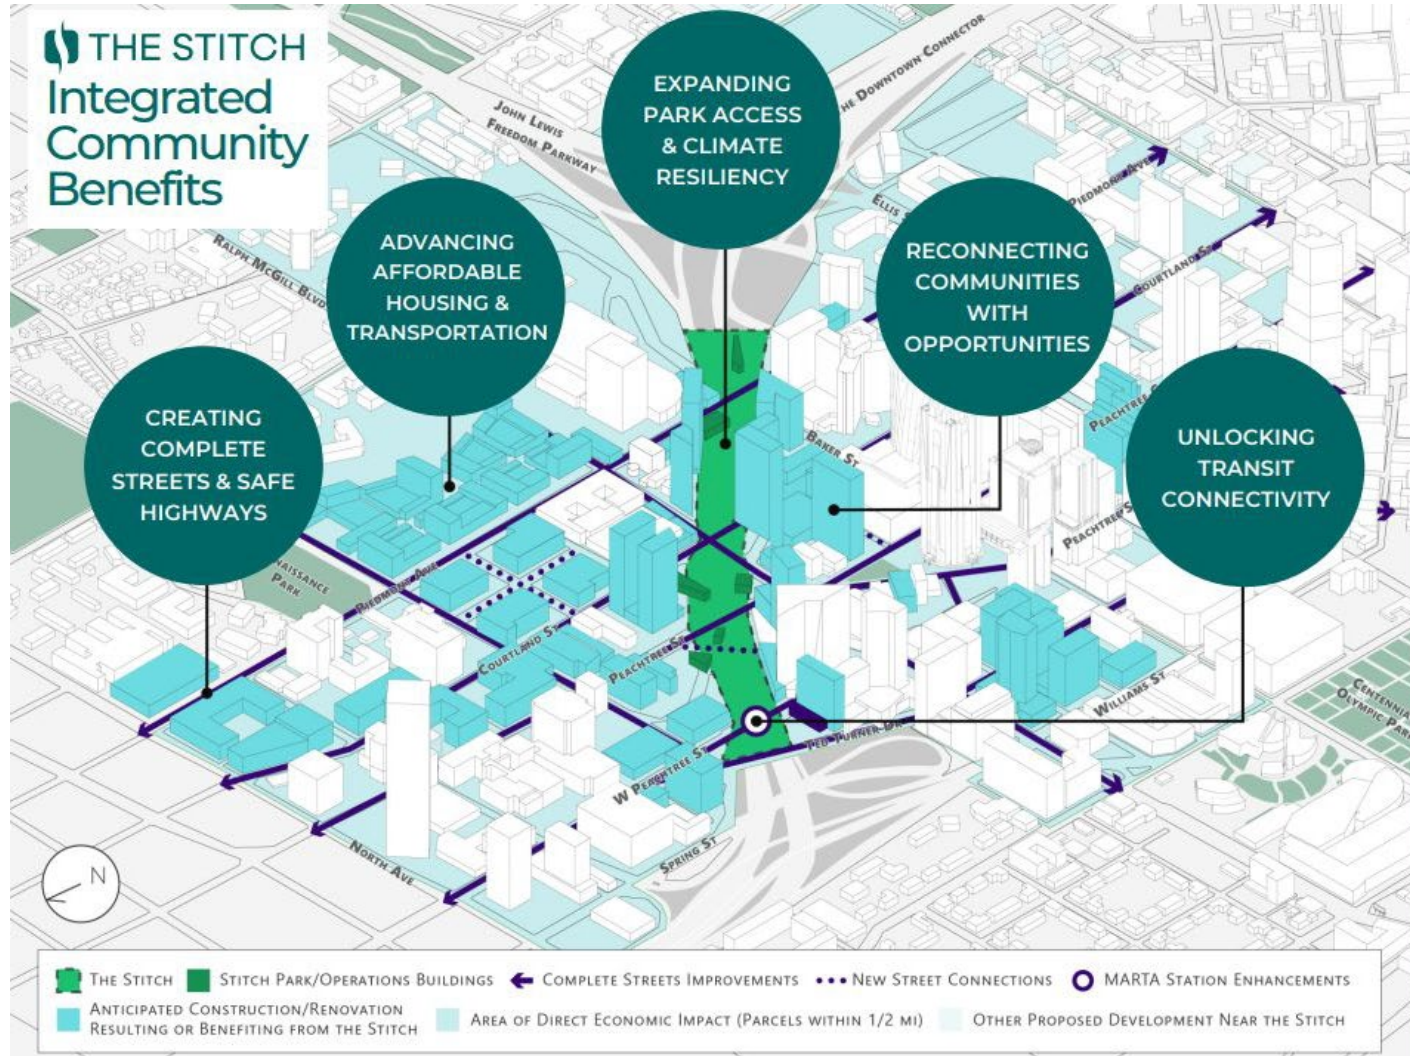 THE STITCH
Integrated
Community
Benefits
EXPANDING
PARK ACCESS
& CLIMATE
RESILIENCY
ADVANCING
AFFORDABLE
HOUSING &
TRANSPORTATION
RECONNECTING
COMMUNITIES
WITH
OPPORTUNITIES
CREATING
COMPLETE
STREETS & SAFE
HIGHWAYS
UNLOCKING
TRANSIT
CONNECTIVITY
JOHN LEWIS
FREEDOM PARKWAY
HE DOWNTOWN CONNECTOR
RALPH MCGILL BLVD
ELLIS
PIEDMONT AVE
COURTLAND ST
PEACHTREE
BAKER ST
PEACHTREE S
NAISSANCE
PARK
PIEDMONT AVE
COURTLAND ST
PEACHTREE ST
WILLIAMS ST
CENTENNIA
OLYMPIC PAR
TED TURNER DR
W PEACHTREE ST
SPRING ST
NORTH AVE
N
THE STITCH
STITCH PARK/OPERATIONS BUILDINGS
COMPLETE STREETS IMPROVEMENTS
NEW STREET CONNECTIONS
MARTA STATION ENHANCEMENTS
ANTICIPATED CONSTRUCTION/RENOVATION
RESULTING OR BENEFITING FROM THE STITCH
AREA OF DIRECT ECONOMIC IMPACT (PARCELS WITHIN 1/2 MI)
OTHER PROPOSED DEVELOPMENT NEAR THE STITCH